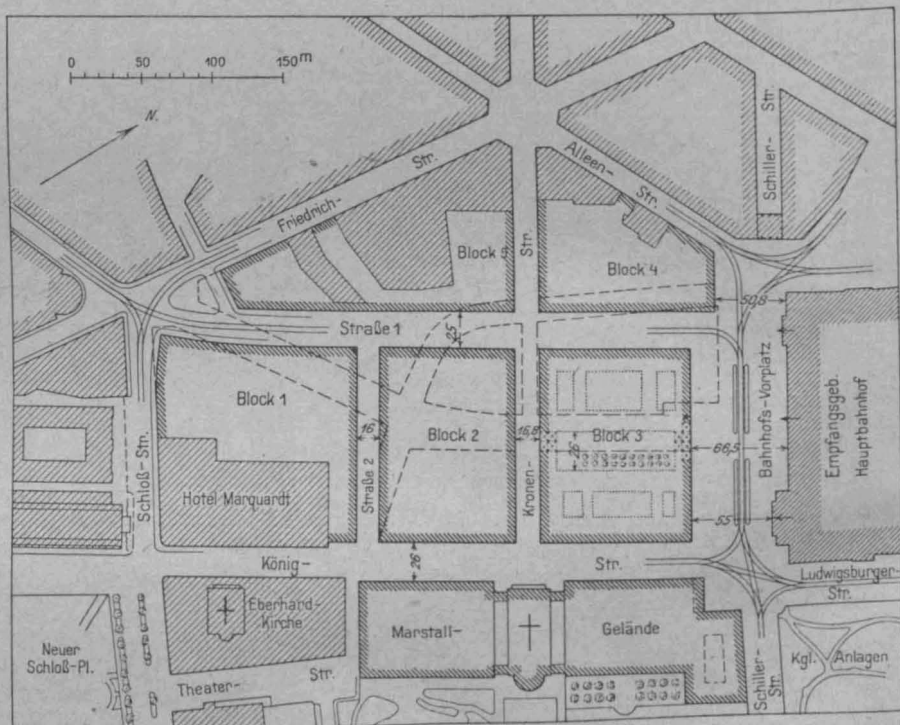 0 50 100 150 m
N.
Friedrich- Str.
Alleen- Str.
Schiller- Str.
Block 5
Str.
Block 4
50,8
Straße 1
25
Block 1
16,
Block 2
16,8
Block 3
26
66,5
Bahnhofs-Vorplatz
Empfangsgeb.
Hauptbahnhof
Schloß-Str.
Hotel Marquardt
Straße 2
Kronen-
55
König- Str.
26
Ludwigsburger-
Str.
Eberhard-
Kirche
Marstall- Gelände
Neuer
Schloß-Pl.
Kgl. Anlagen
Theater- Str.
Schiller-
Str.